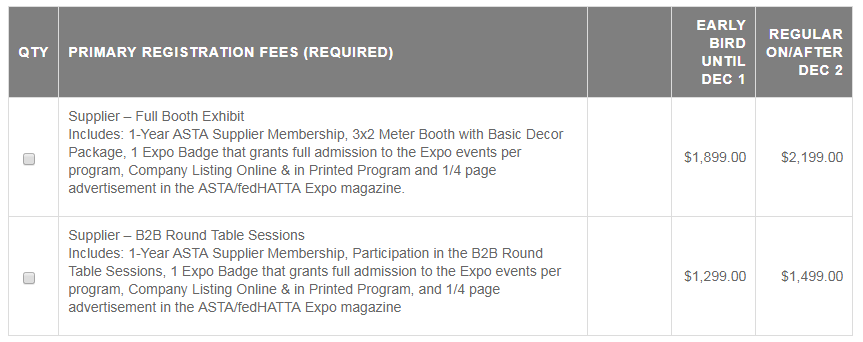 QTY PRIMARY REGISTRATION FEES (REQUIRED) EARLY BIRD UNTIL DEC 1 REGULAR ON/AFTER DEC 2
Supplier – Full Booth Exhibit
Includes: 1-Year ASTA Supplier Membership, 3x2 Meter Booth with Basic Decor
Package, 1 Expo Badge that grants full admission to the Expo events per
program, Company Listing Online & in Printed Program and 1/4 page
advertisement in the ASTA/fedHATTA Expo magazine.
$1,899.00 $2,199.00
Supplier – B2B Round Table Sessions
Includes: 1-Year ASTA Supplier Membership, Participation in the B2B Round
Table Sessions, 1 Expo Badge that grants full admission to the Expo events per
program, Company Listing Online & in Printed Program, and 1/4 page
advertisement in the ASTA/fedHATTA Expo magazine
$1,299.00 $1,499.00